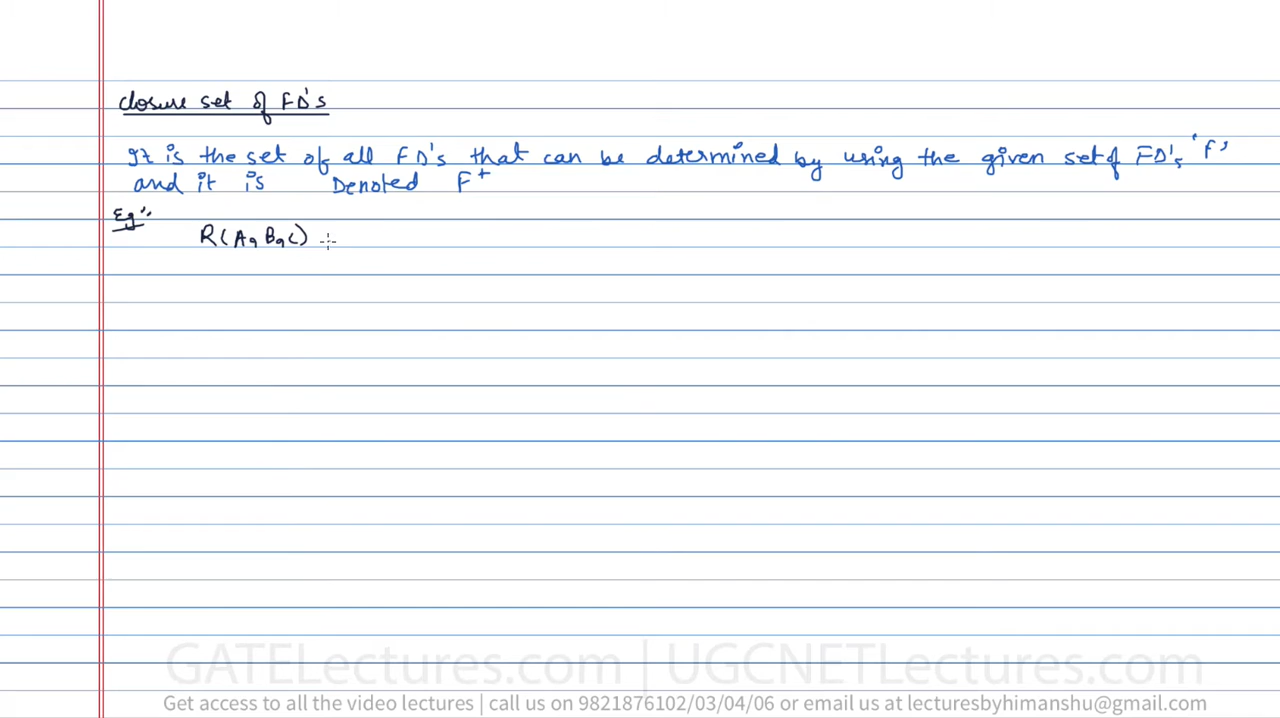 closure set of FD's
It is the set of all FD's that can be determined by using the given set of FD's 'F'
and it is Denoted F+
Eg:
R(A, B, C)
GATELectures.com | UGCNETLectures.com
Get access to all the video lectures | call us on 9821876102/03/04/06 or email us at lecturesbyhimanshu@gmail.com